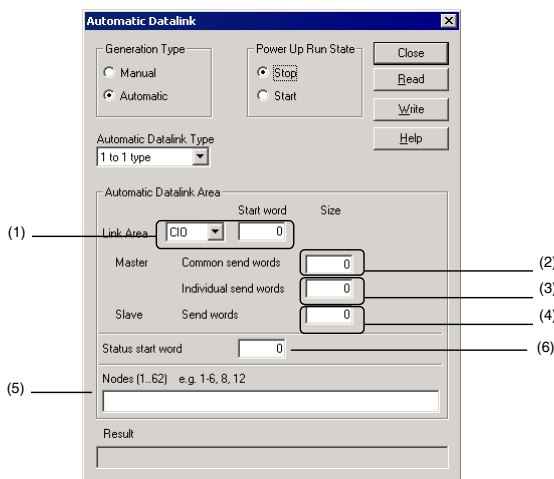 Automatic Datalink
Generation Type
Manual
Automatic
Power Up Run State
Stop
Start
Close
Read
Write
Help
Automatic Datalink Type
1 to 1 type
Automatic Datalink Area
Start word Size
(1) Link Area CIO 0
Master Common send words 0 (2)
Individual send words 0 (3)
Slave Send words 0 (4)
Status start word 0 (6)
Nodes (1..62) e.g. 1-6, 8, 12
(5)
Result